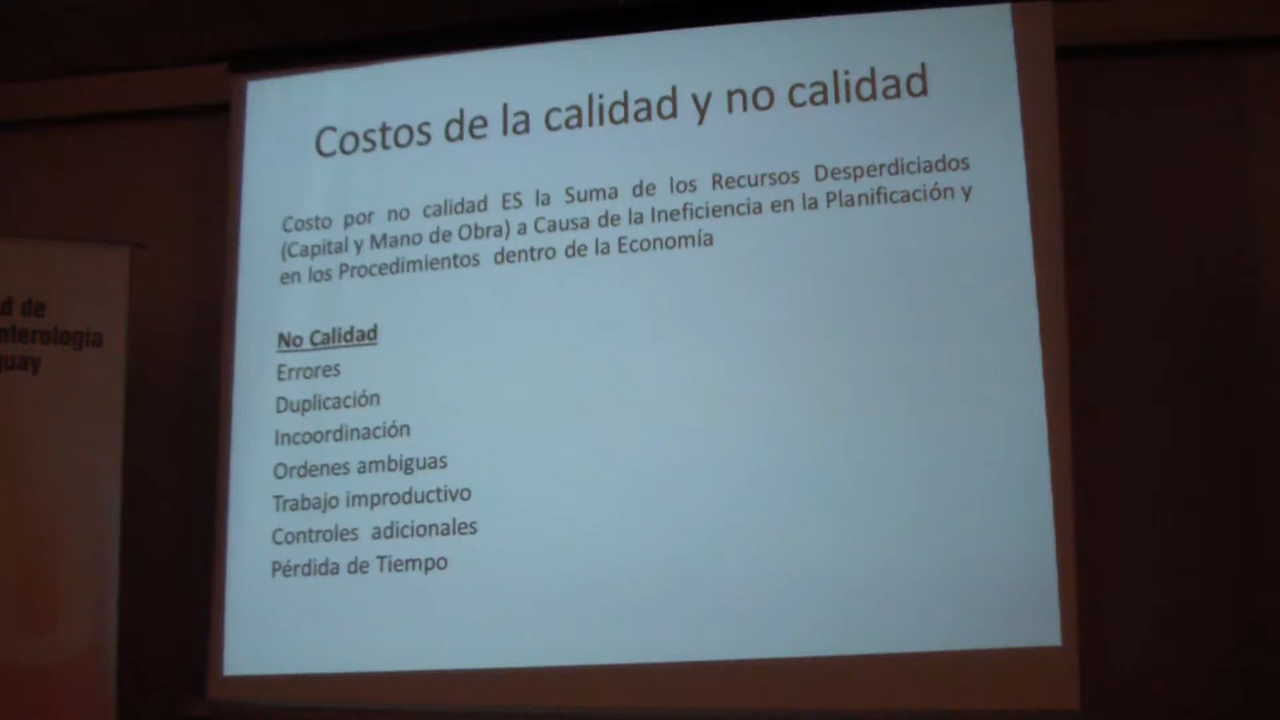 Costos de la calidad y no calidad
Costo por no calidad ES la Suma de los Recursos Desperdiciados
(Capital y Mano de Obra) a Causa de la Ineficiencia en la Planificación y
en los Procedimientos dentro de la Economía
No Calidad
Errores
Duplicación
Incoordinación
Ordenes ambiguas
Trabajo improductivo
Controles adicionales
Pérdida de Tiempo
d de
nterología
guay